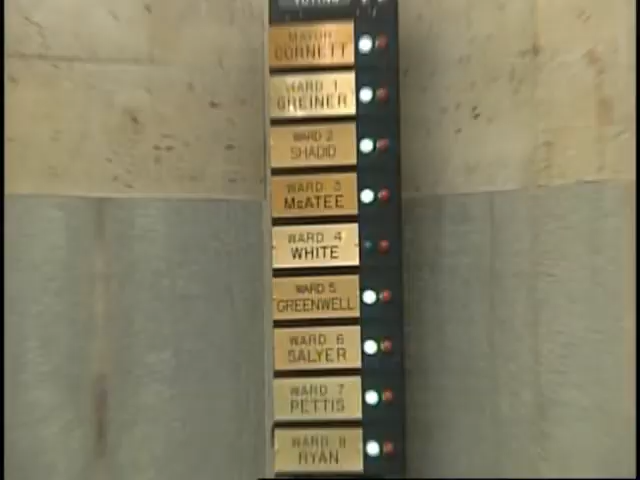 VOTING
MAYOR
CORNETT
WARD 1
GREINER
WARD 2
SHADID
WARD 3
McATEE
WARD 4
WHITE
WARD 5
GREENWELL
WARD 6
SALYER
WARD 7
PETTIS
WARD 8
RYAN